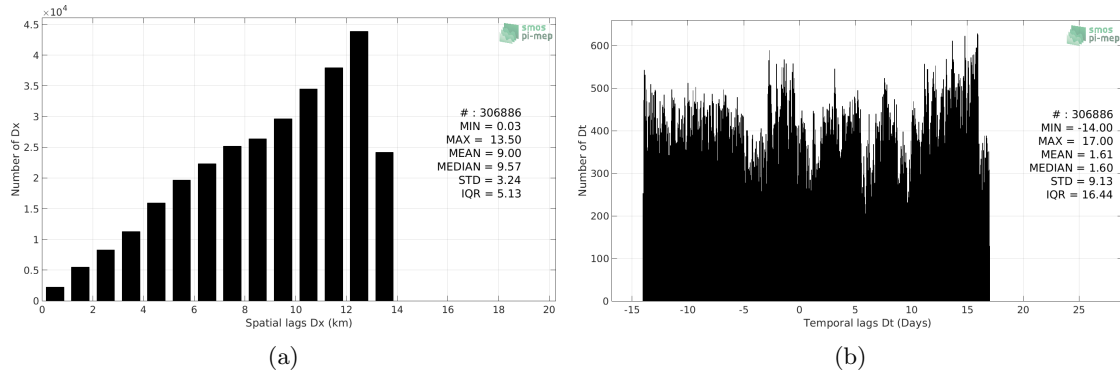 ×10⁴
4.5
4
3.5
3
2.5
2
1.5
1
0.5
0
Number of Dx
0 2 4 6 8 10 12 14 16 18 20
Spatial lags Dx (km)
smos
pi-mep
# : 306886
MIN = 0.03
MAX = 13.50
MEAN = 9.00
MEDIAN = 9.57
STD = 3.24
IQR = 5.13
(a)
600
500
400
300
200
100
0
Number of Dt
-15 -10 -5 0 5 10 15 20 25
Temporal lags Dt (Days)
smos
pi-mep
# : 306886
MIN = -14.00
MAX = 17.00
MEAN = 1.61
MEDIAN = 1.60
STD = 9.13
IQR = 16.44
(b)